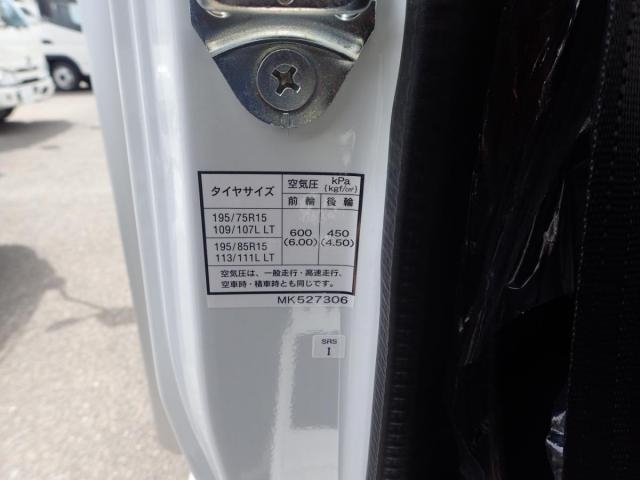 タイヤサイズ 空気圧 kPa {kgf/㎠}
前輪 後輪
195/75R15
109/107L LT
195/85R15
113/111L LT
600 450
(6.00) (4.50)
空気圧は、一般走行・高速走行、
空車時・積車時とも同じです。
MK527306
SRS
I